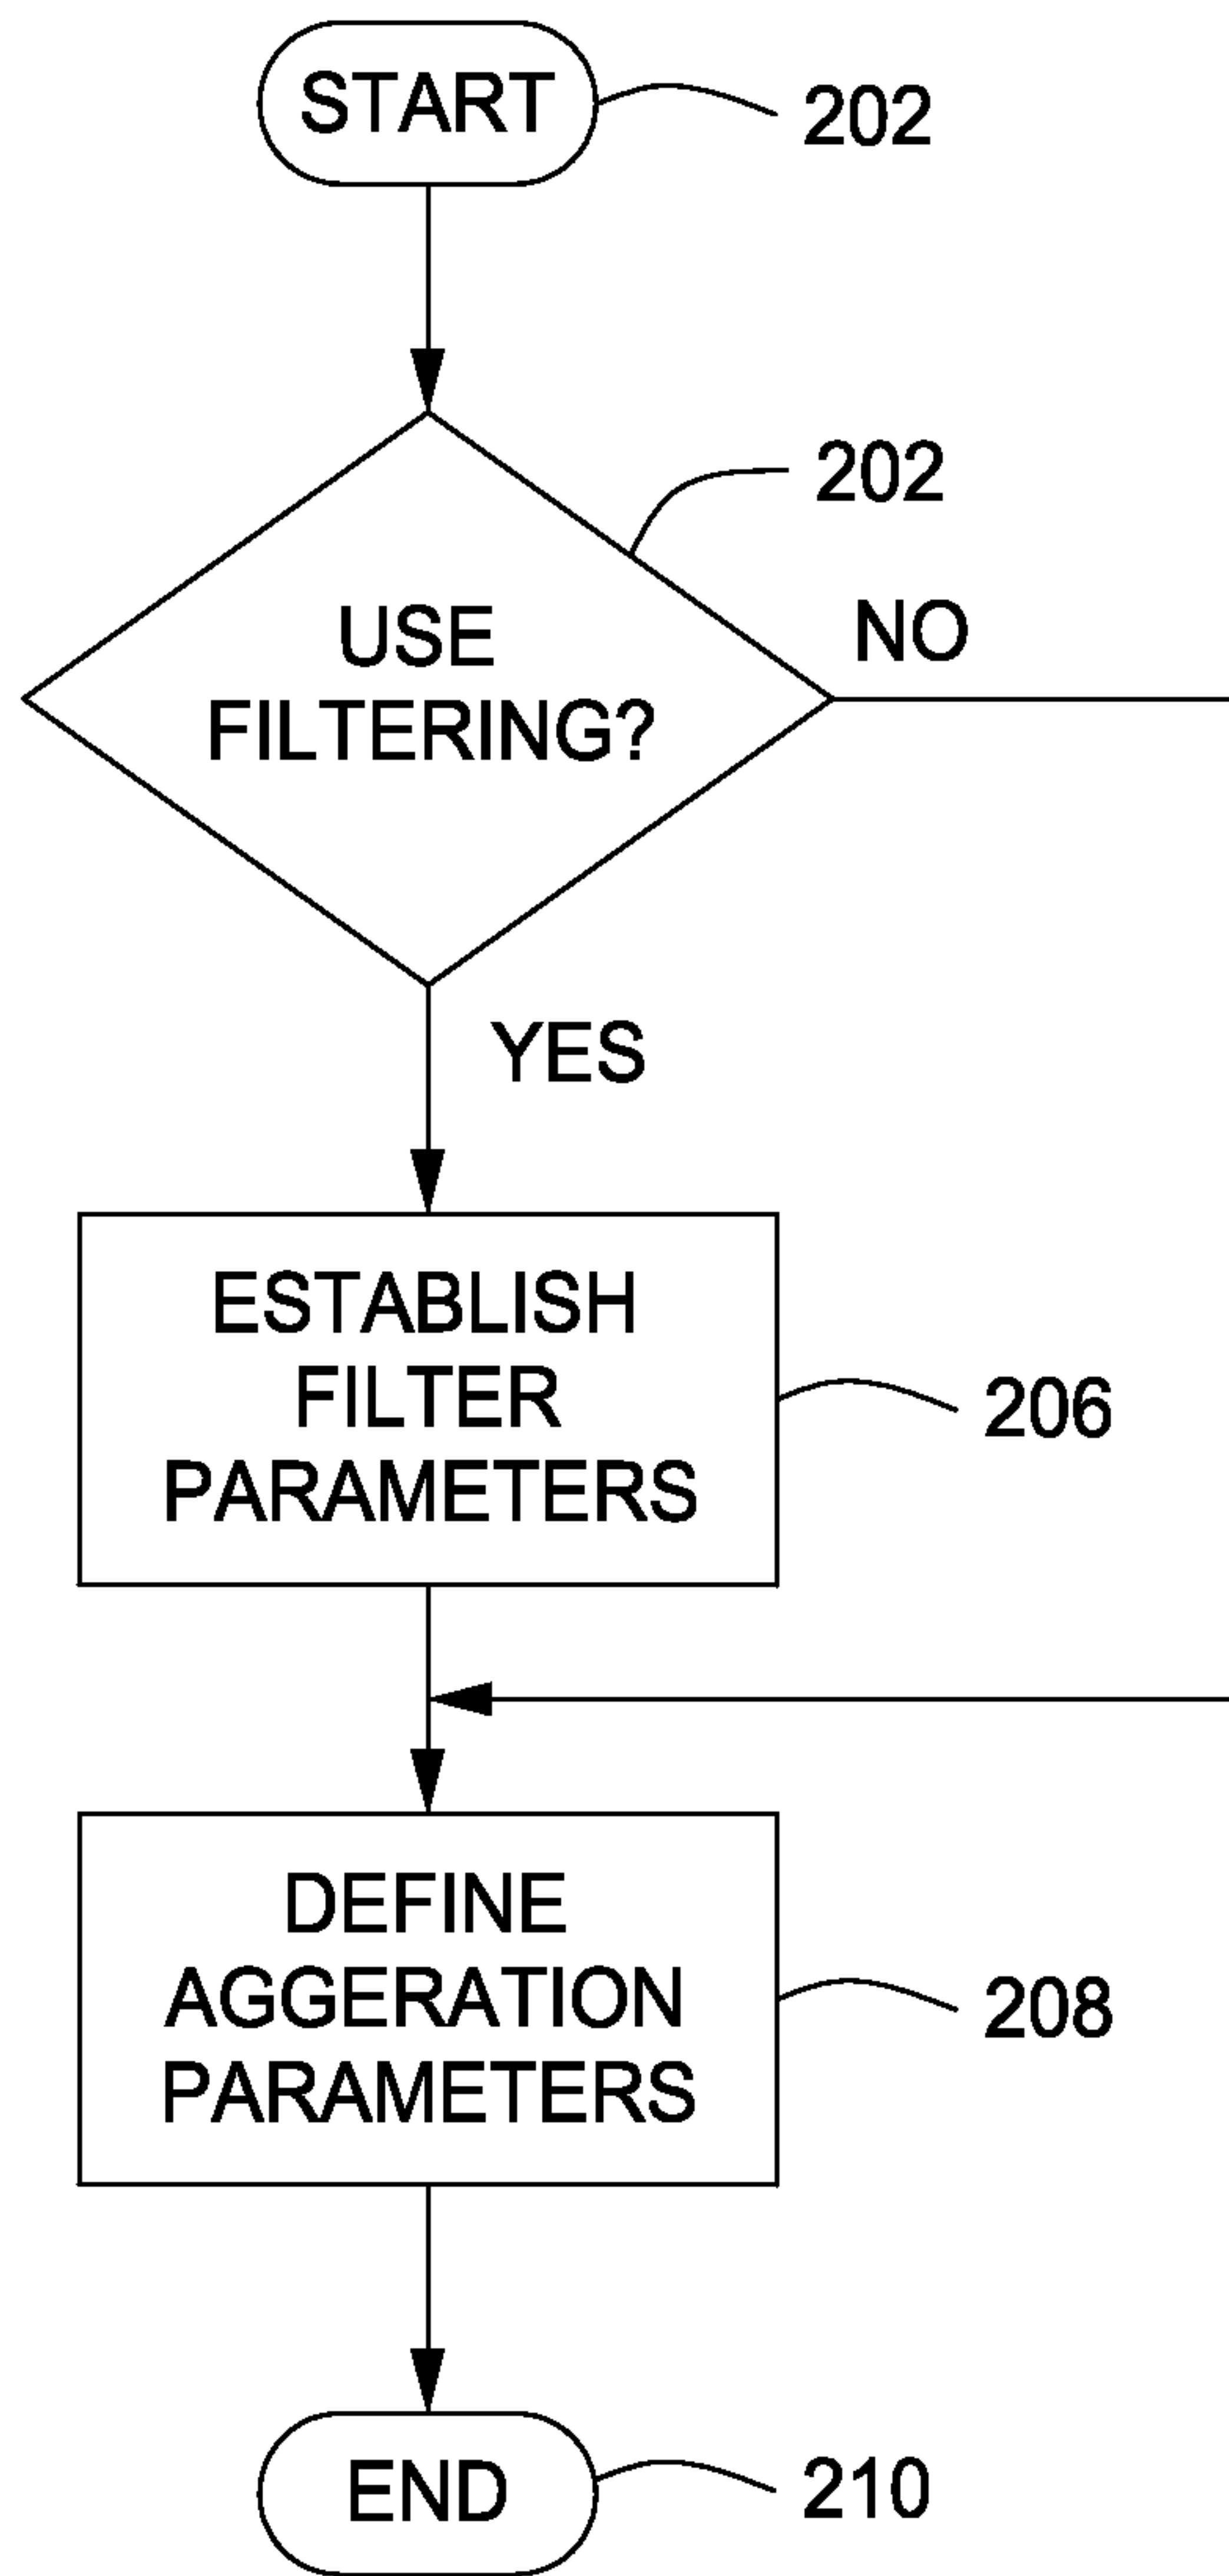 START
202
202
USE
FILTERING?
NO
YES
ESTABLISH
FILTER
PARAMETERS
206
DEFINE
AGGERATION
PARAMETERS
208
END
210